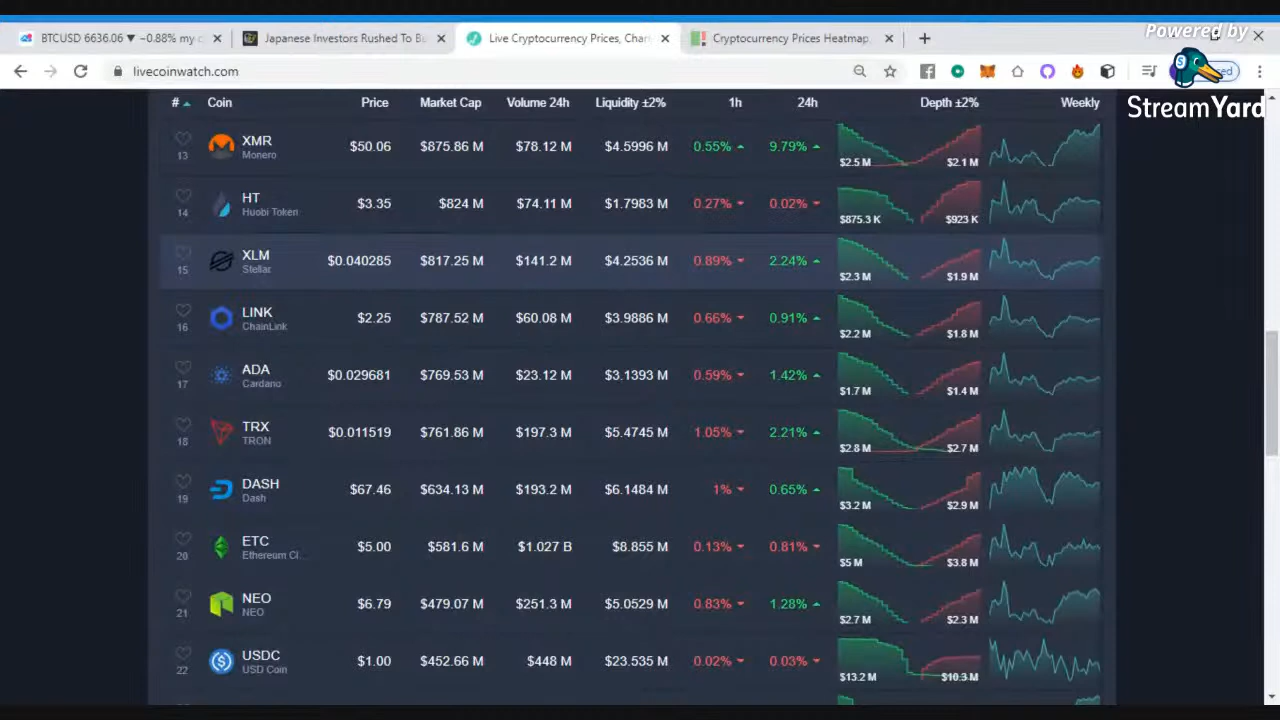 BTCUSD 6636.06 ▼ −0.88% my c
Japanese Investors Rushed To B
Live Cryptocurrency Prices, Char
Cryptocurrency Prices Heatmap,
Powered by
livecoinwatch.com
StreamYard
# Coin Price Market Cap Volume 24h Liquidity ±2% 1h 24h Depth ±2% Weekly
13 XMR Monero $50.06 $875.86 M $78.12 M $4.5996 M 0.55% 9.79% $2.5 M $2.1 M
14 HT Huobi Token $3.35 $824 M $74.11 M $1.7983 M 0.27% 0.02% $875.3 K $923 K
15 XLM Stellar $0.040285 $817.25 M $141.2 M $4.2536 M 0.89% 2.24% $2.3 M $1.9 M
16 LINK ChainLink $2.25 $787.52 M $60.08 M $3.9886 M 0.66% 0.91% $2.2 M $1.8 M
17 ADA Cardano $0.029681 $769.53 M $23.12 M $3.1393 M 0.59% 1.42% $1.7 M $1.4 M
18 TRX TRON $0.011519 $761.86 M $197.3 M $5.4745 M 1.05% 2.21% $2.8 M $2.7 M
19 DASH Dash $67.46 $634.13 M $193.2 M $6.1484 M 1% 0.65% $3.2 M $2.9 M
20 ETC Ethereum Cl... $5.00 $581.6 M $1.027 B $8.855 M 0.13% 0.81% $5 M $3.8 M
21 NEO NEO $6.79 $479.07 M $251.3 M $5.0529 M 0.83% 1.28% $2.7 M $2.3 M
22 USDC USD Coin $1.00 $452.66 M $448 M $23.535 M 0.02% 0.03% $13.2 M $10.3 M